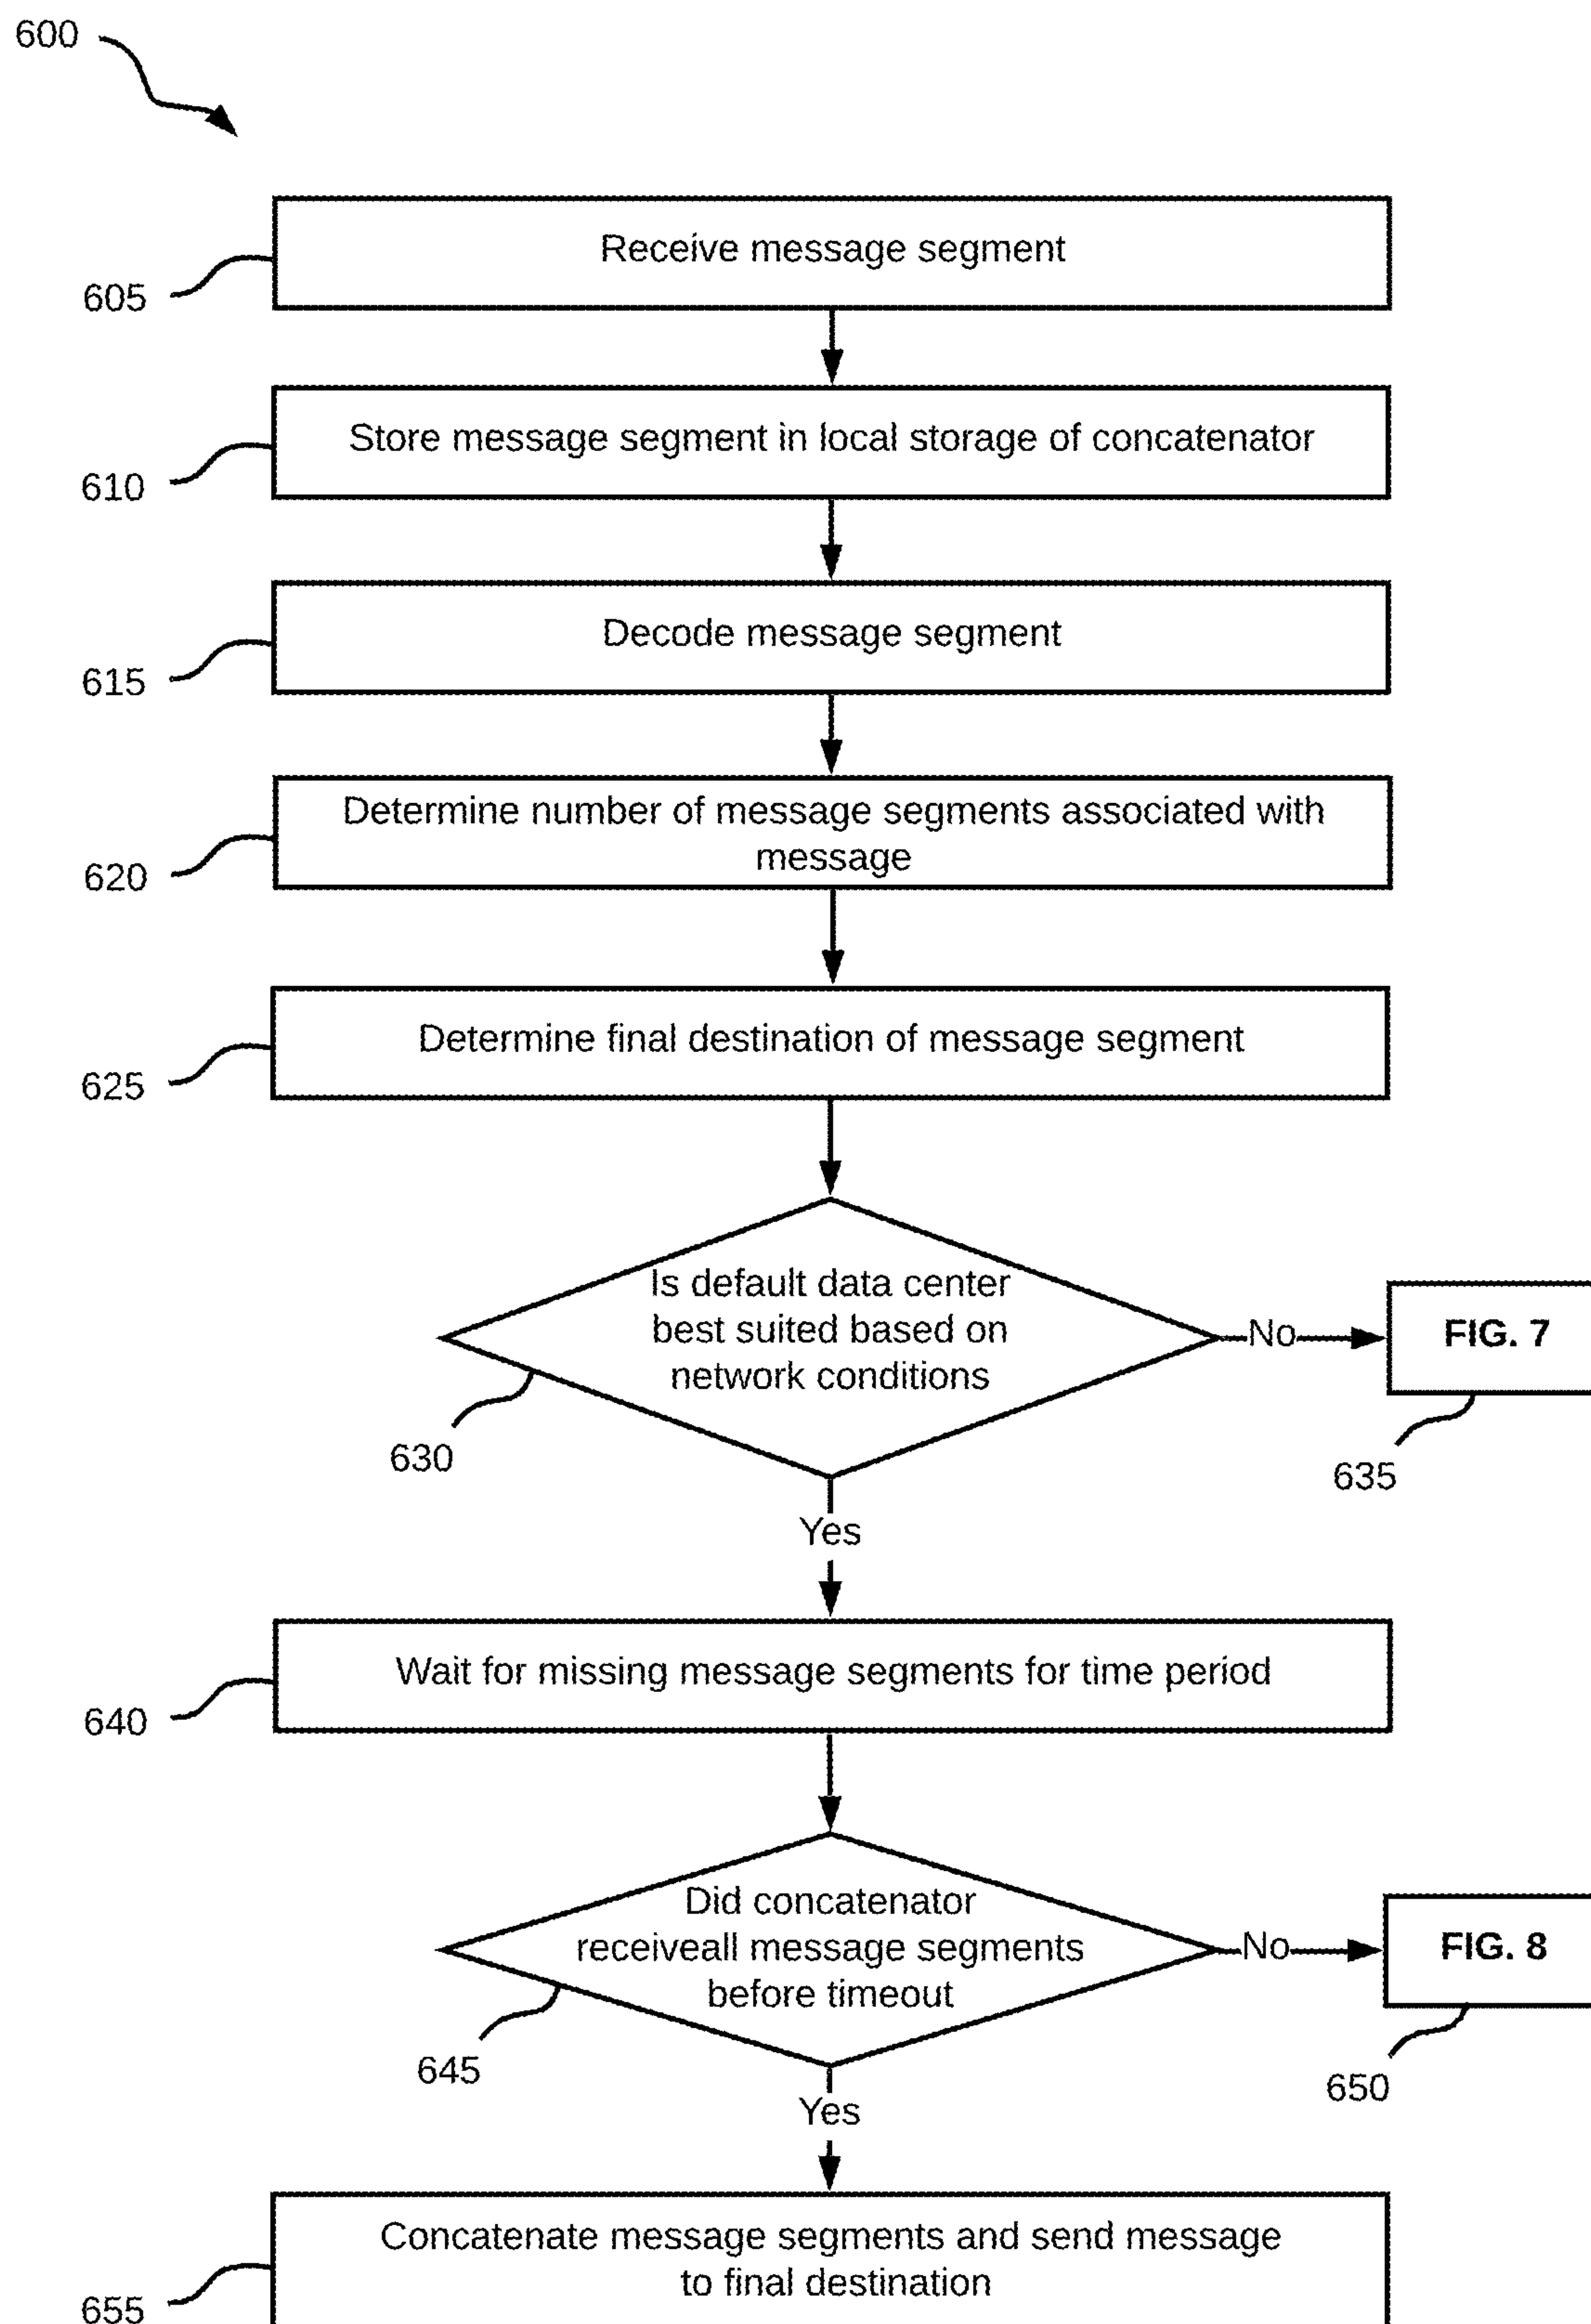 600
Receive message segment
605
Store message segment in local storage of concatenator
610
Decode message segment
615
Determine number of message segments associated with
message
620
Determine final destination of message segment
625
Is default data center
best suited based on
network conditions
No
FIG. 7
630
635
Yes
Wait for missing message segments for time period
640
Did concatenator
receiveall message segments
before timeout
No
FIG. 8
645
650
Yes
Concatenate message segments and send message
to final destination
655